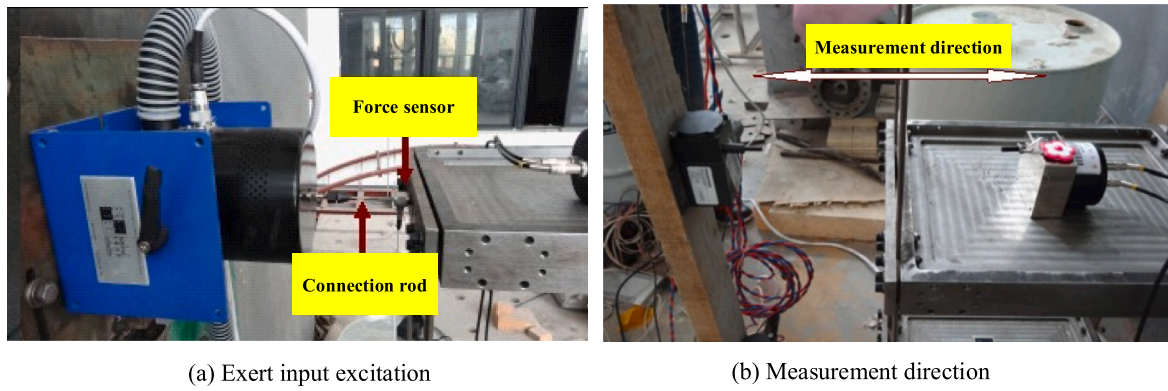 Force sensor
Connection rod
Measurement direction
(a) Exert input excitation
(b) Measurement direction